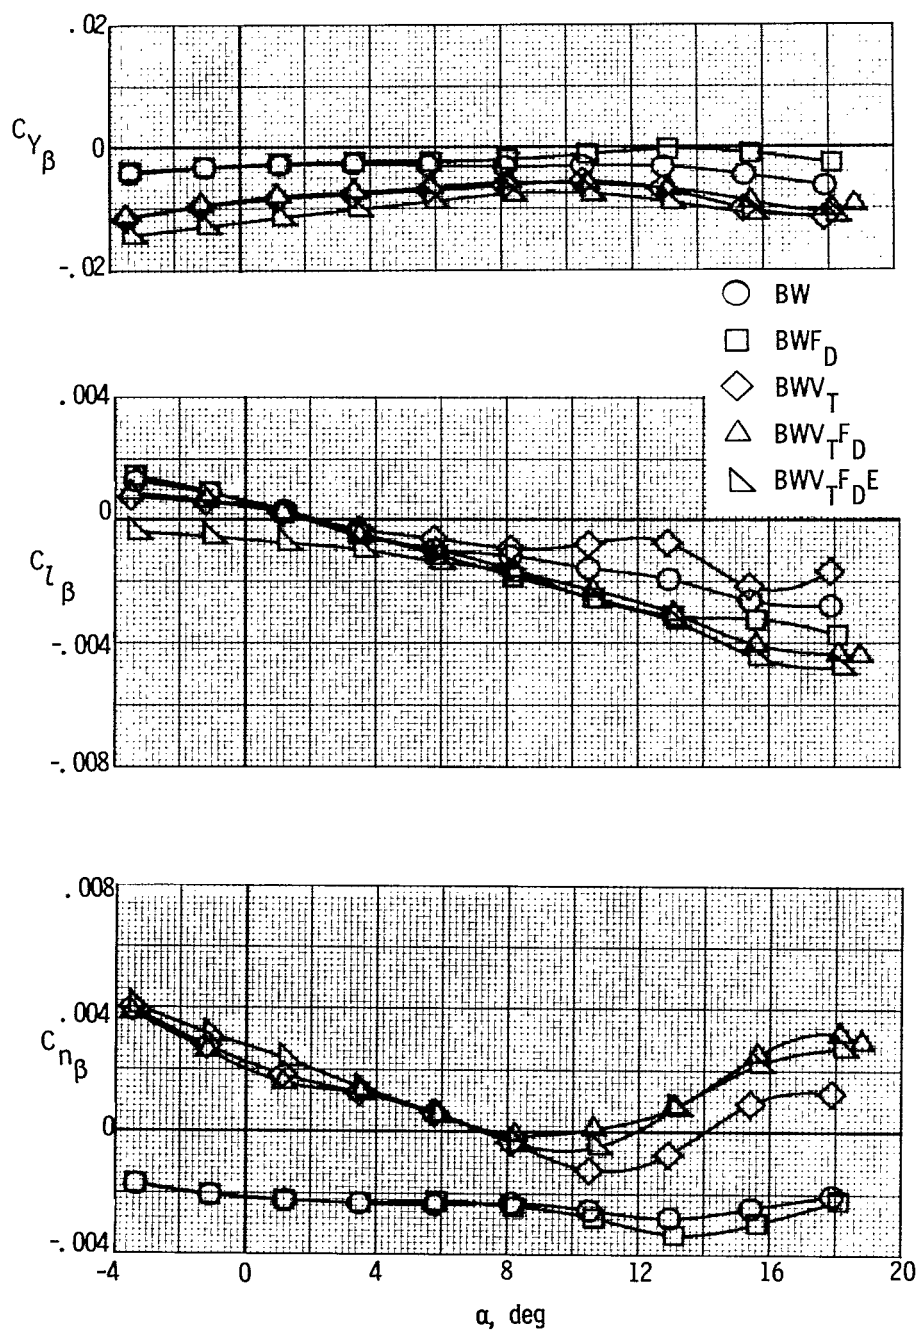 .02
C_Yβ
0
-.02
BW
BWF_D
BWV_T
BWV_TF_D
BWV_TF_DE
.004
0
C_lβ
-.004
-.008
.008
.004
C_nβ
0
-.004
-4 0 4 8 12 16 20
α, deg